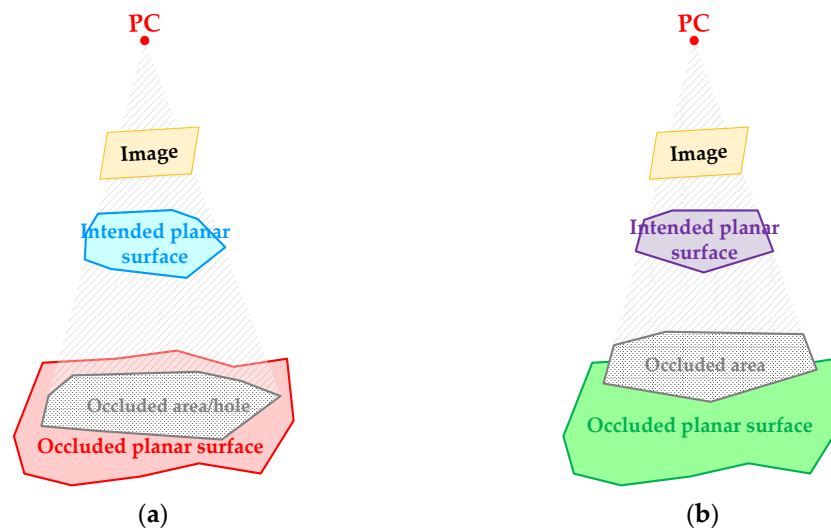 PC
Image
Intended planar
surface
Occluded area/hole
Occluded planar surface
(a)
PC
Image
Intended planar
surface
Occluded area
Occluded planar surface
(b)